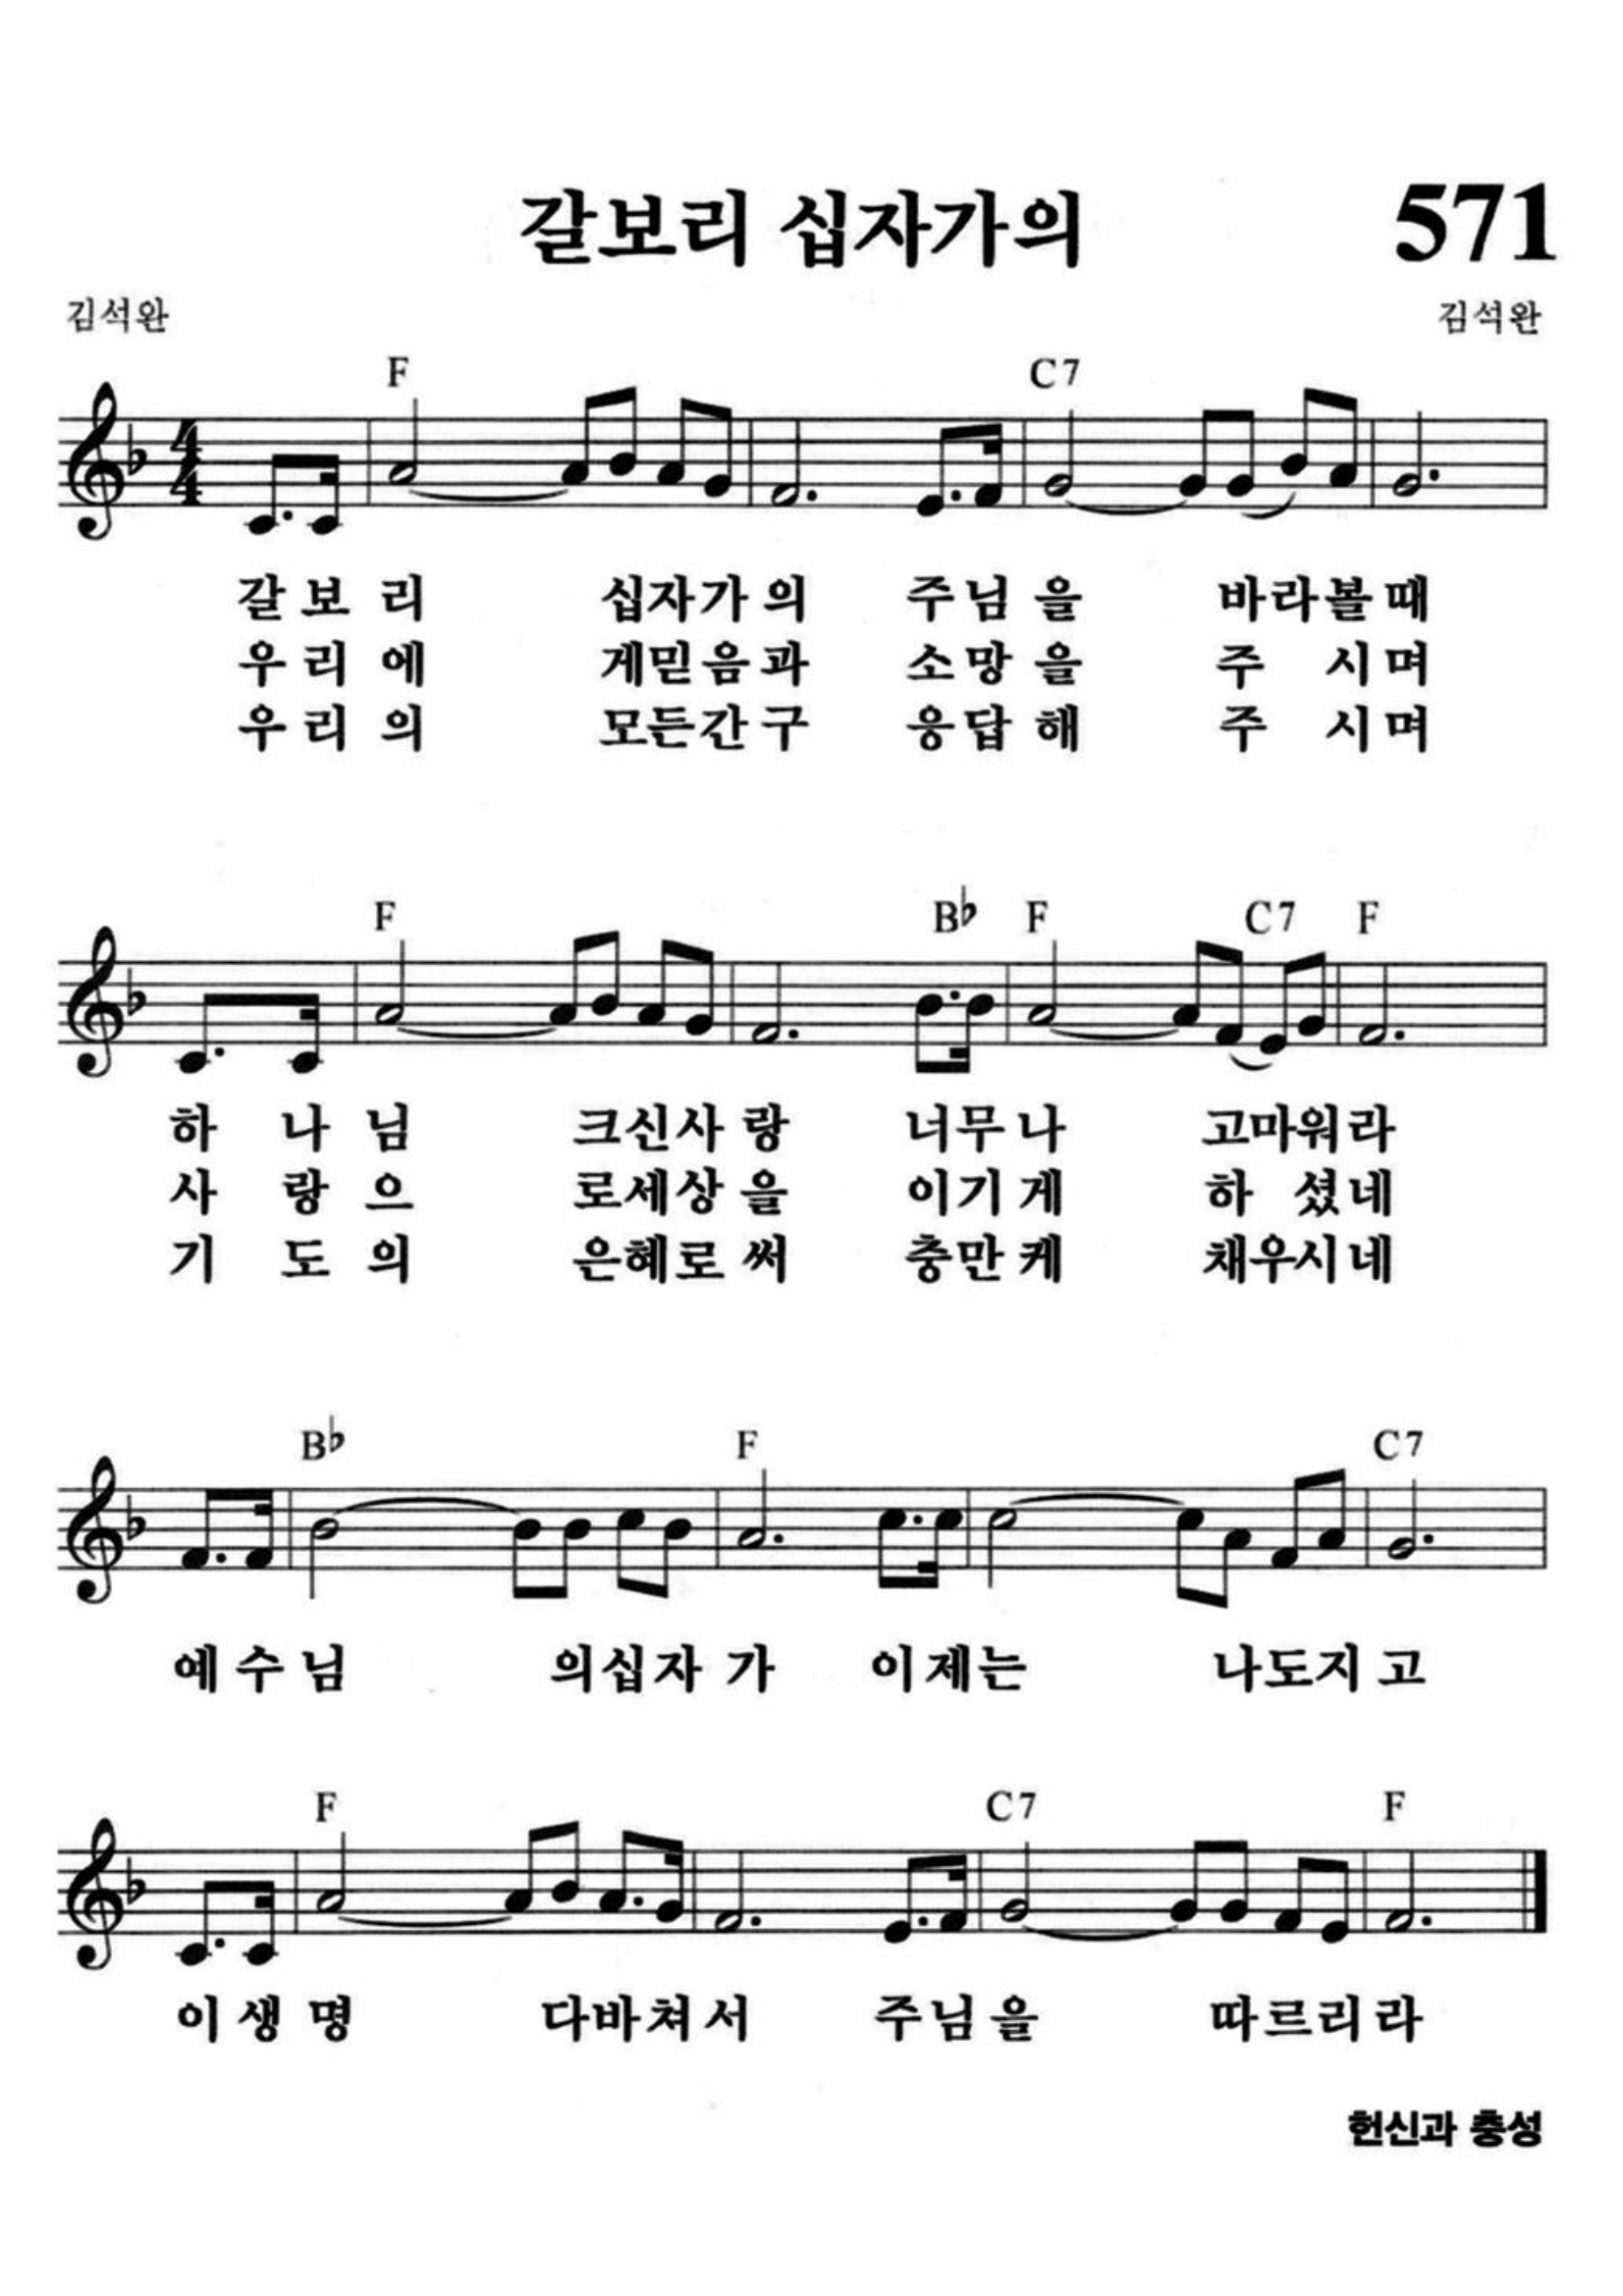 갈보리 십자가의 571
김석완 김석완
F C7
4/4
갈 보 리 십자가 의 주 님 을 바라볼 때
우 리 에 게믿음 과 소 망 을 주 시 며
우 리 의 모든간 구 응 답 해 주 시 며
F B♭ F C7 F
하 나 님 크신사 랑 너무 나 고마워 라
사 랑 으 로세상 을 이기 게 하 셨 네
기 도 의 은혜로 써 충만 케 채우시 네
B♭ F C7
예 수 님 의십자 가 이 제 는 나도지 고
F C7 F
이 생 명 다바쳐 서 주 님 을 따르리 라
헌신과 충성